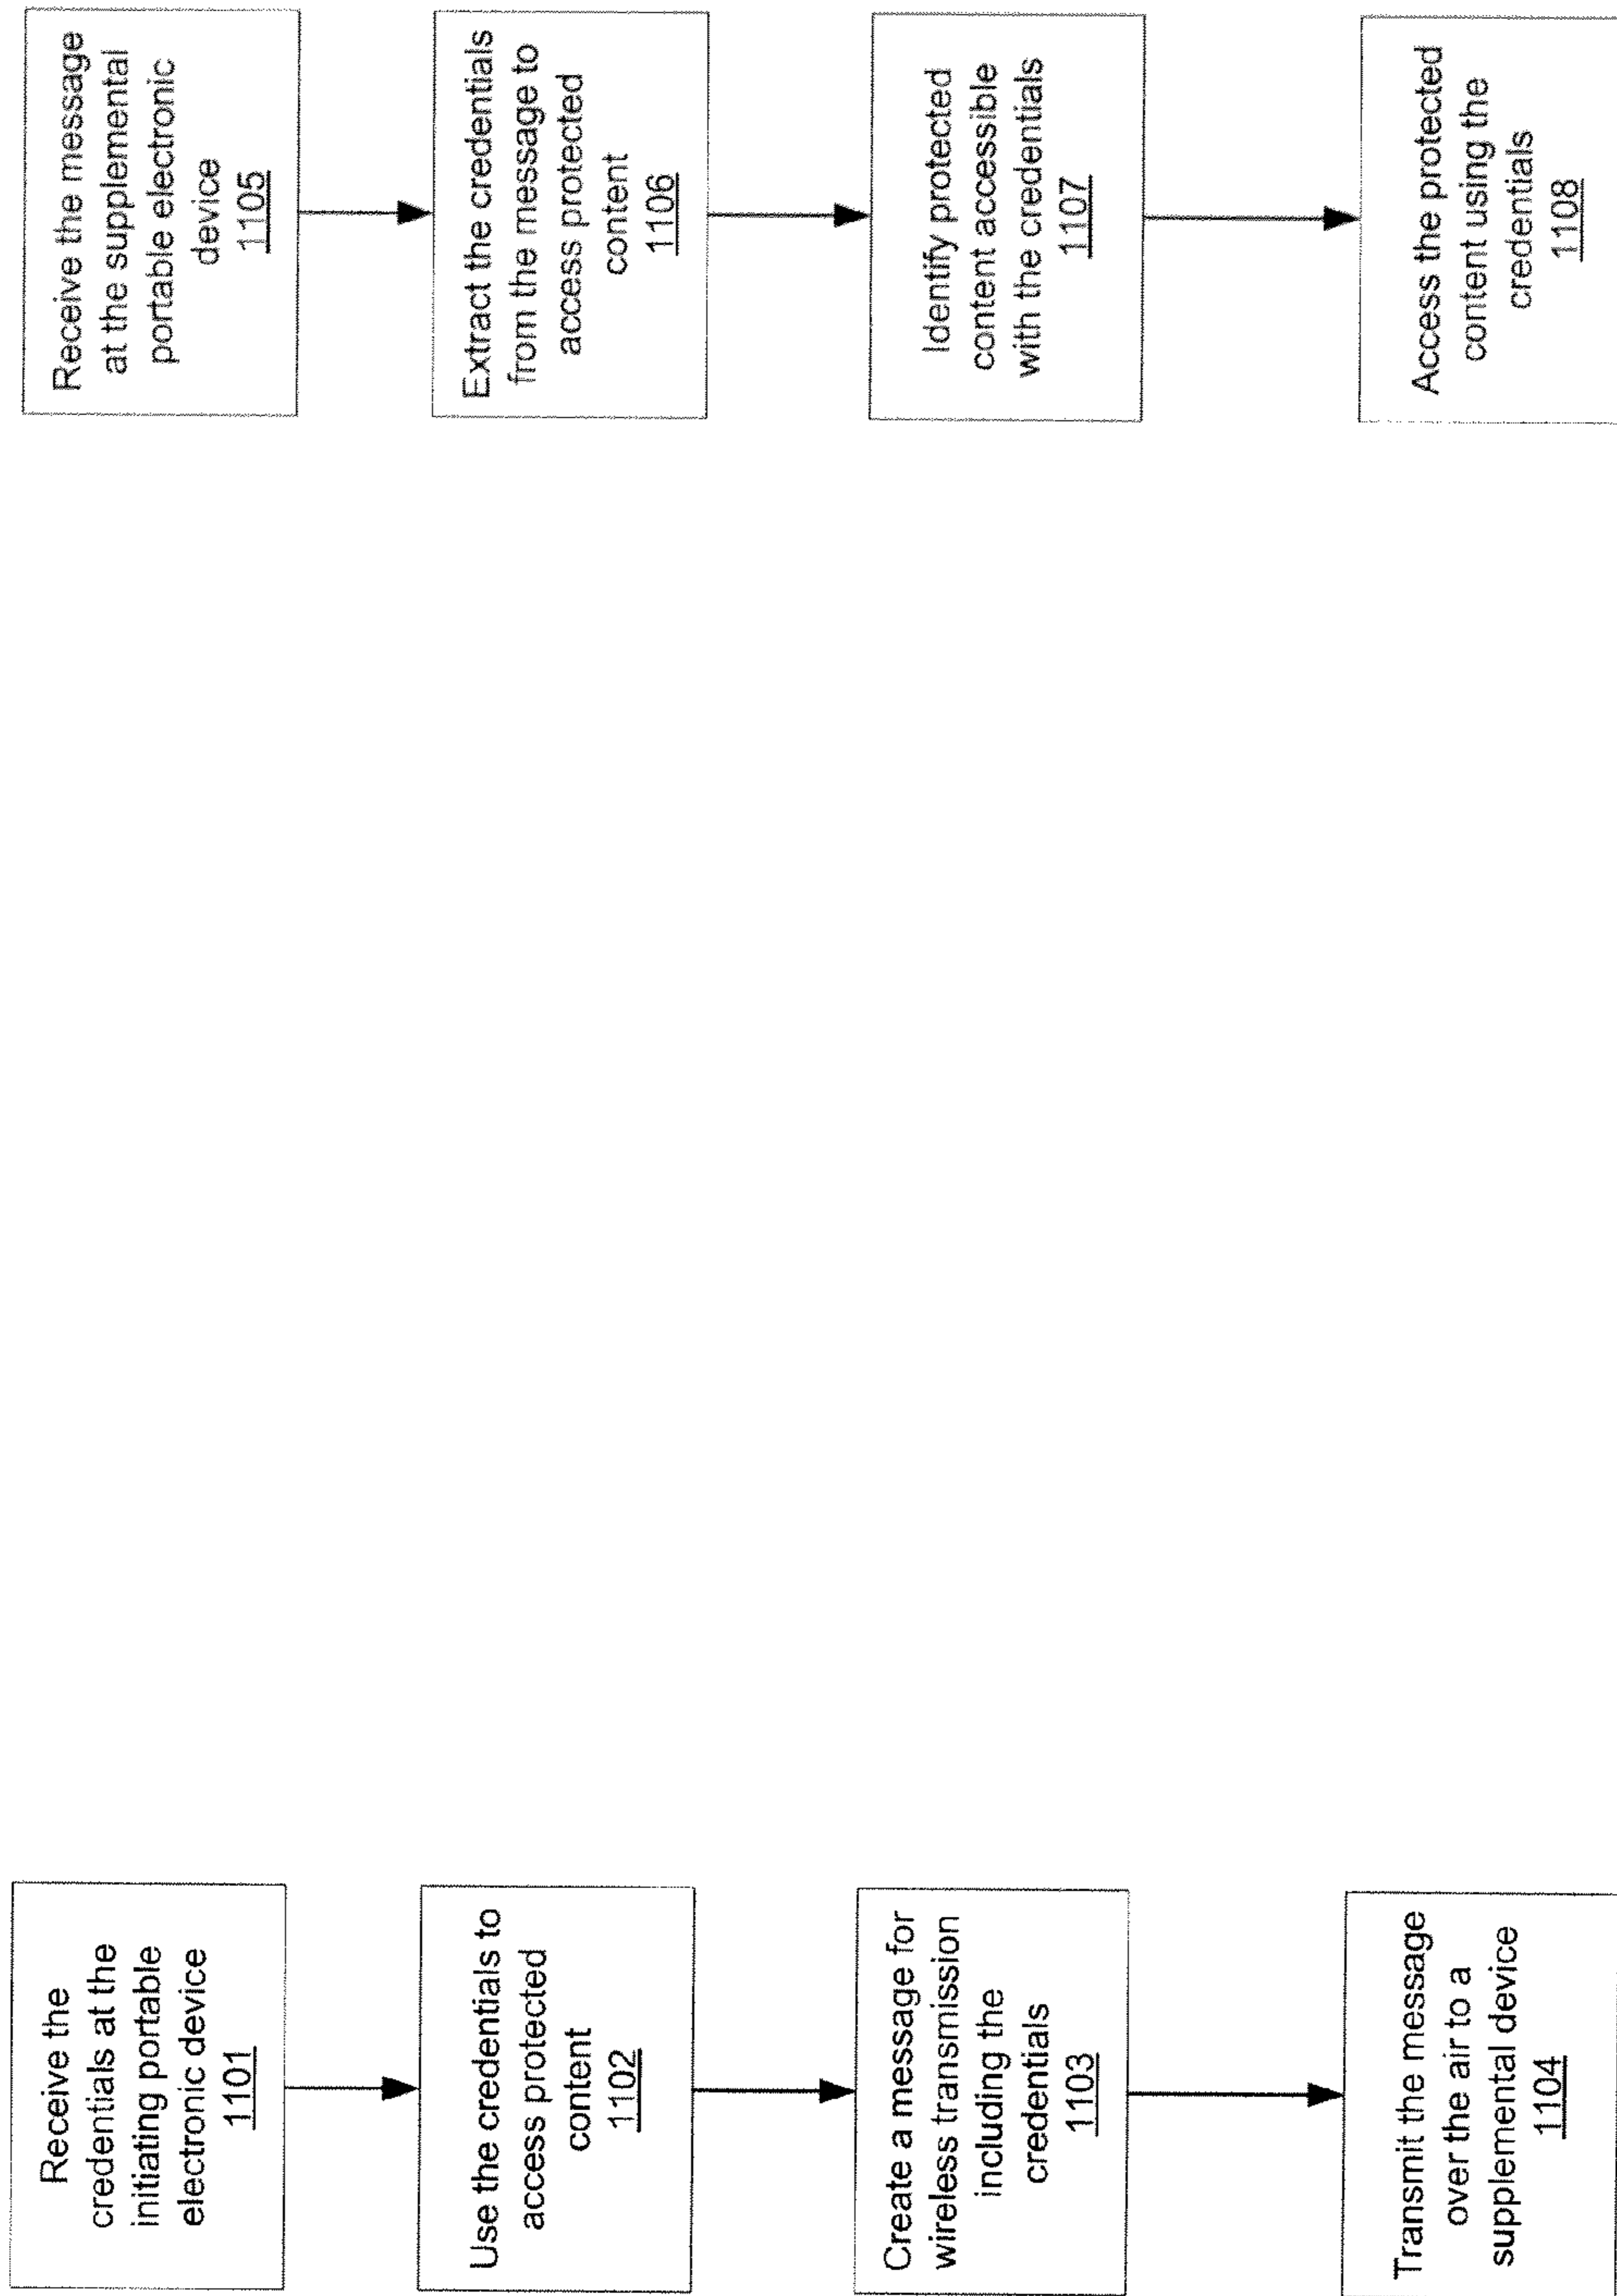 Receive the
credentials at the
initiating portable
electronic device
1101
Use the credentials to
access protected
content
1102
Create a message for
wireless transmission
including the
credentials
1103
Transmit the message
over the air to a
supplemental device
1104
Receive the message
at the supplemental
portable electronic
device
1105
Extract the credentials
from the message to
access protected
content
1106
Identify protected
content accessible
with the credentials
1107
Access the protected
content using the
credentials
1108